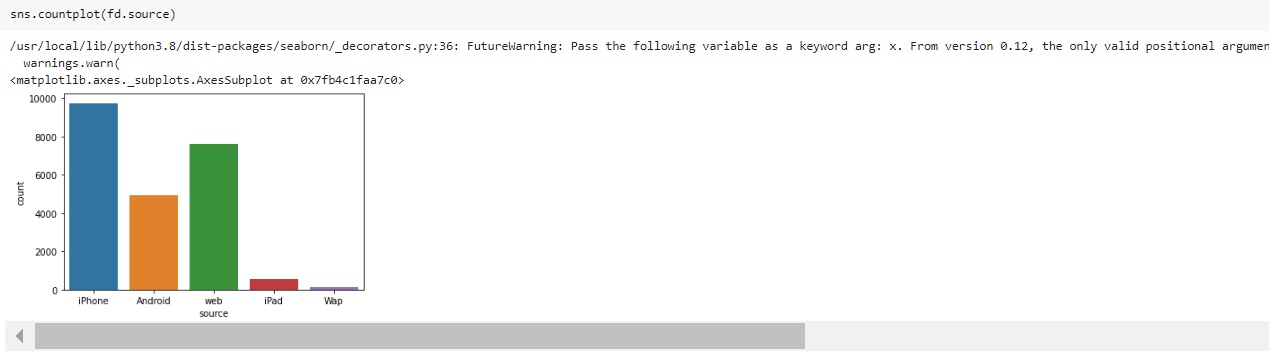 sns.countplot(fd.source)
/usr/local/lib/python3.8/dist-packages/seaborn/_decorators.py:36: FutureWarning: Pass the following variable as a keyword arg: x. From version 0.12, the only valid positional argumen
warnings.warn(
<matplotlib.axes._subplots.AxesSubplot at 0x7fb4c1faa7c0>
10000
8000
6000
4000
2000
0
count
iPhone Android web iPad Wap
source